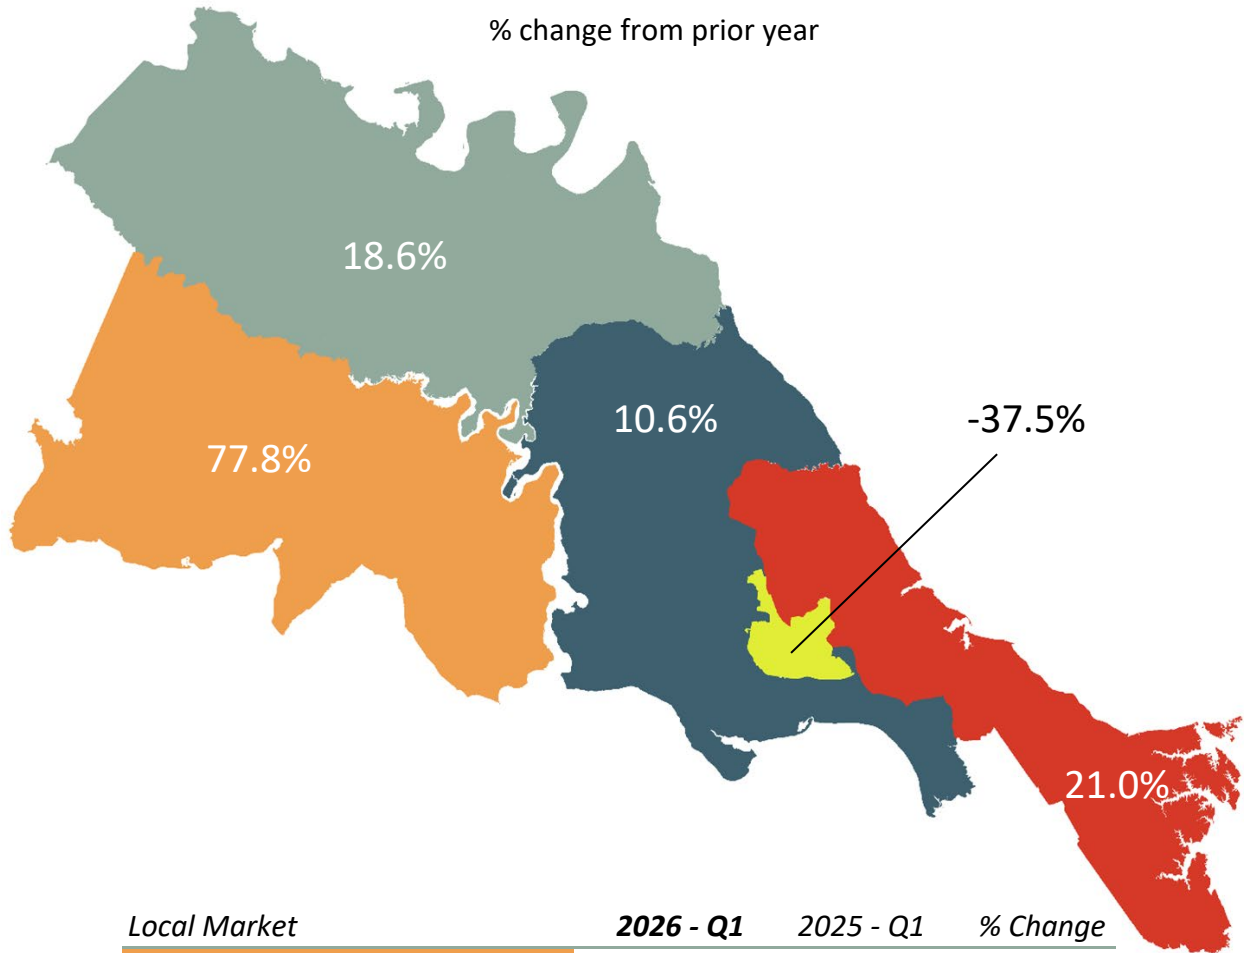 % change from prior year
18.6%
10.6%
-37.5%
77.8%
21.0%
Local Market 2026 - Q1 2025 - Q1 % Change